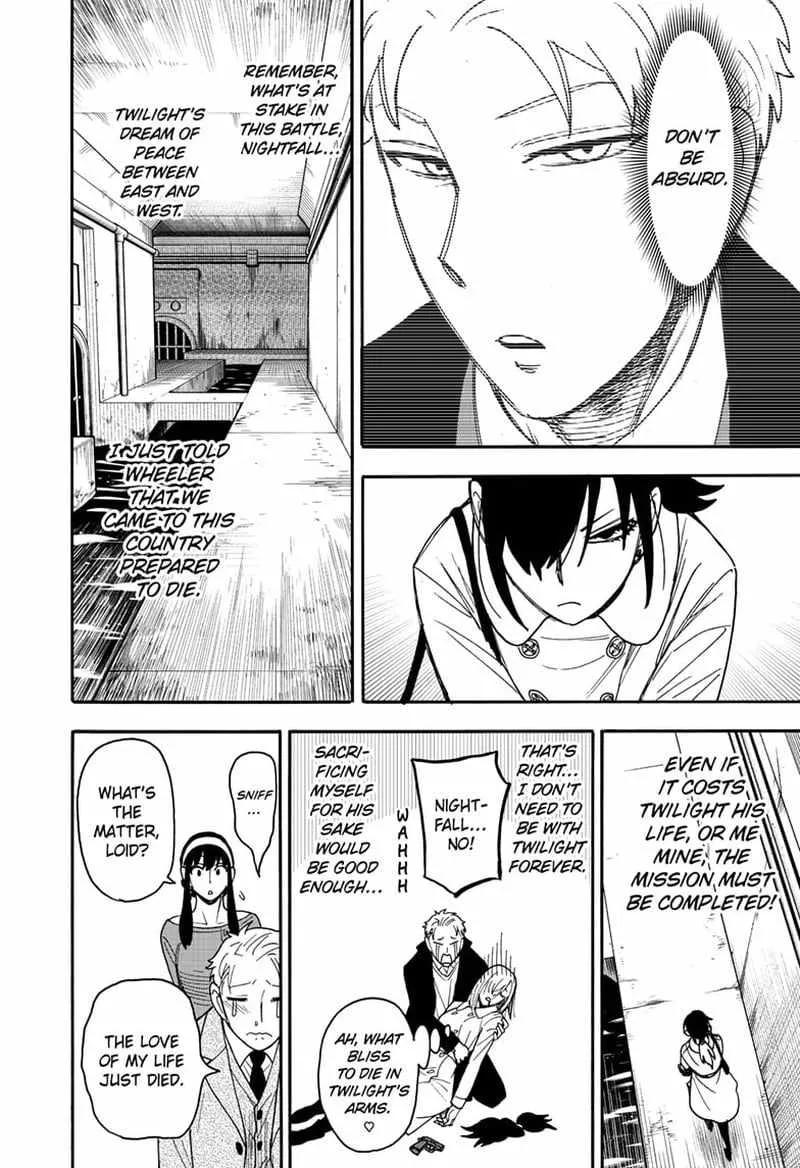 DON'T
BE
ABSURD.
REMEMBER,
WHAT'S AT
STAKE IN
THIS BATTLE,
NIGHTFALL...
TWILIGHT'S
DREAM OF
PEACE
BETWEEN
EAST AND
WEST.
I JUST TOLD
WHEELER
THAT WE
CAME TO THIS
COUNTRY
PREPARED
TO DIE.
EVEN IF
IT COSTS
TWILIGHT HIS
LIFE, OR ME
MINE, THE
MISSION MUST
BE COMPLETED!
THAT'S
RIGHT...
I DON'T
NEED TO
BE WITH
TWILIGHT
FOREVER.
NIGHT-
FALL...
NO!
WAHHH
SACRI-
FICING
MYSELF
FOR HIS
SAKE
WOULD
BE GOOD
ENOUGH...
AH, WHAT
BLISS
TO DIE IN
TWILIGHT'S
ARMS.
♡
SNIFF
...
WHAT'S
THE
MATTER,
LOID?
THE LOVE
OF MY LIFE
JUST DIED.